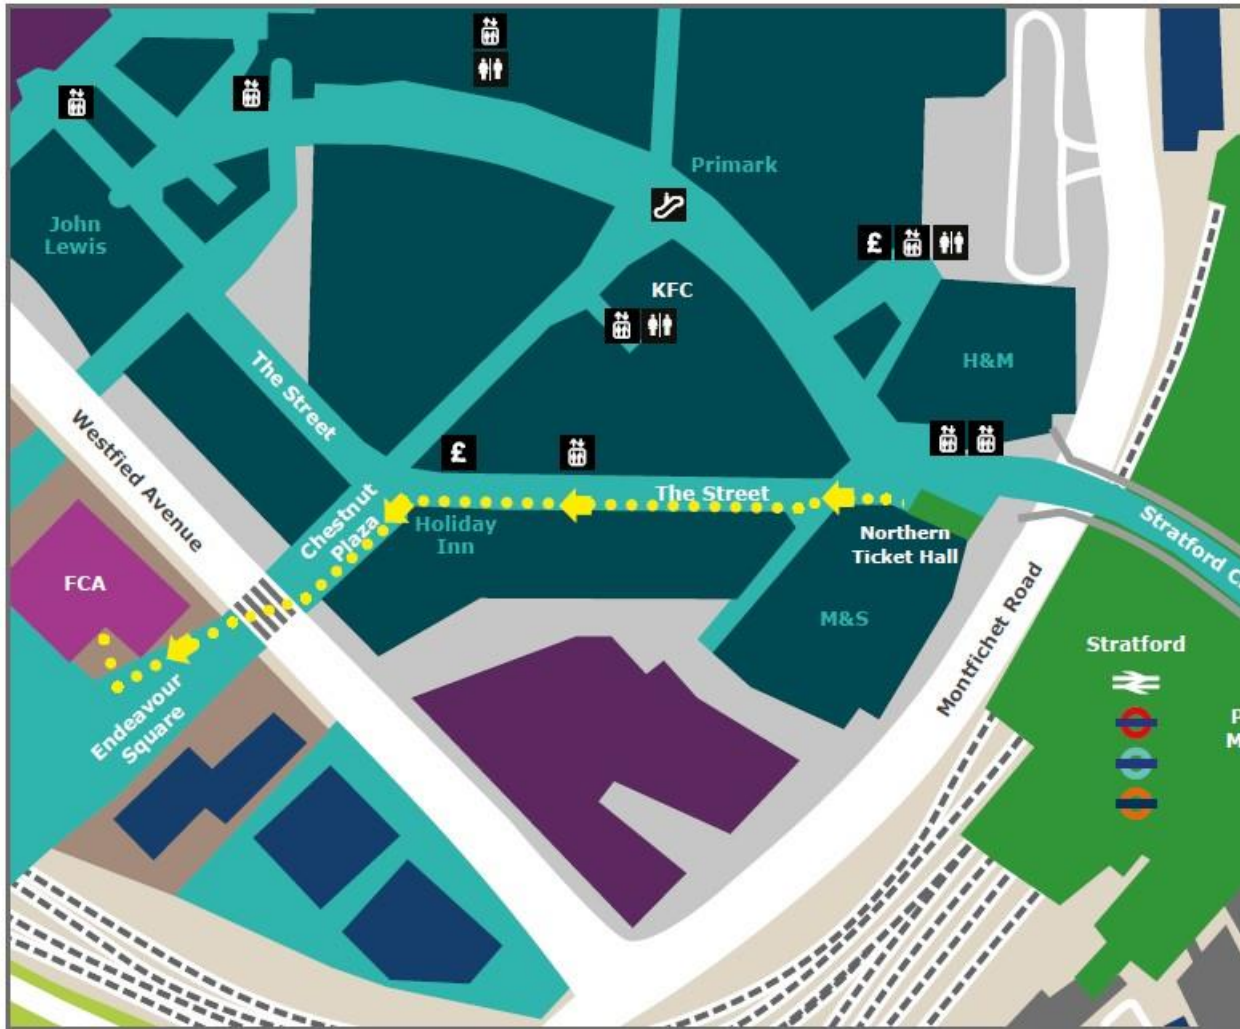 Primark
John
Lewis
£
KFC
H&M
The Street
Westfied Avenue
£
The Street
Chestnut
Plaza
Holiday
Inn
Northern
Ticket Hall
Stratford
FCA
M&S
Montfichet Road
Stratford
Endeavour
Square